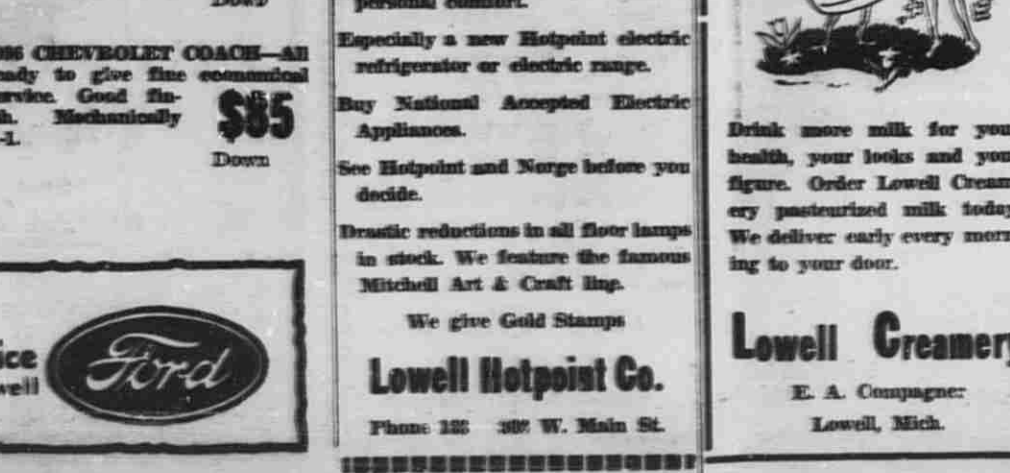 Down
CHEVROLET COACH—All
ready to give fine economical
service. Good fin-
Mechanically
$85
Down
Ford
personal comfort.
Especially a new Hotpoint electric
refrigerator or electric range.
Buy National Accepted Electric
Appliances.
See Hotpoint and Norge before you
decide.
Drastic reductions in all floor lamps
in stock. We feature the famous
Mitchell Art & Craft line.
We give Gold Stamps
Lowell Hotpoint Co.
Phone W. Main St.
Drink more milk for you
health, your looks and you
figure. Order Lowell Cream
ery pasteurized milk today
We deliver early every morn
ing to your door.
Lowell Creamery
E. A. Compagner
Lowell, Mich.